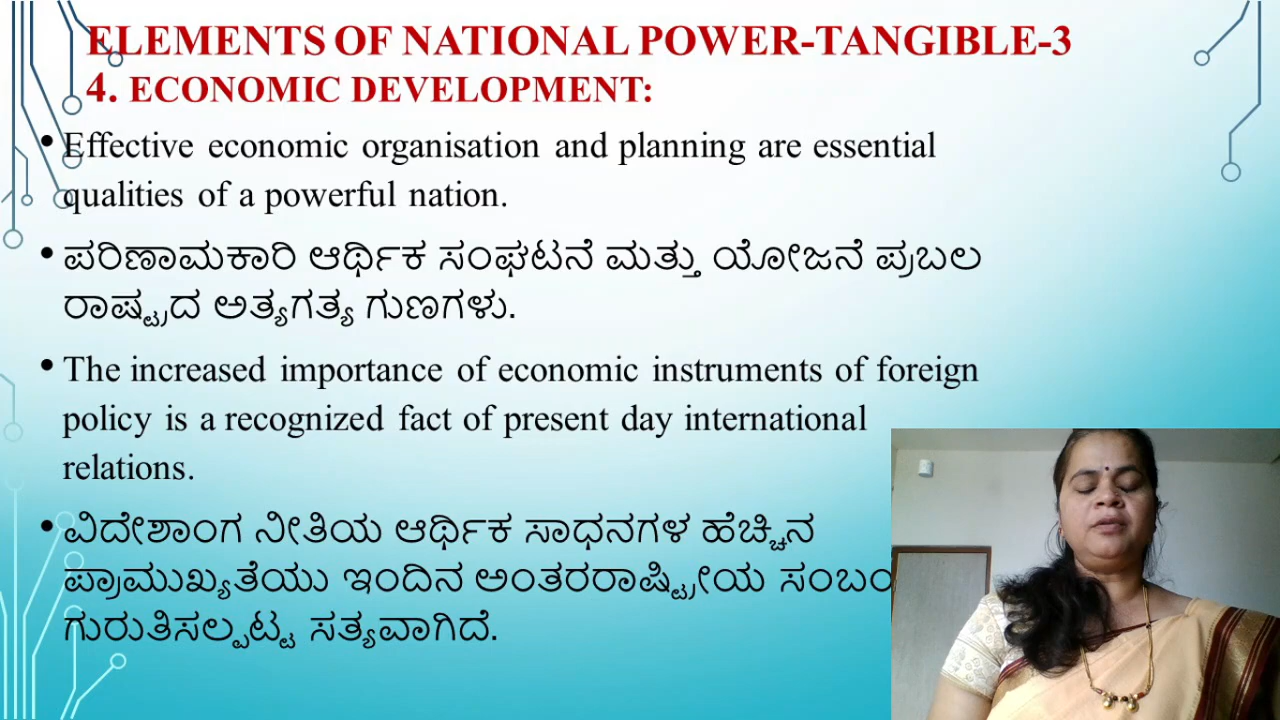 ELEMENTS OF NATIONAL POWER-TANGIBLE-3
4. ECONOMIC DEVELOPMENT:
• Effective economic organisation and planning are essential
qualities of a powerful nation.
• ಪರಿಣಾಮಕಾರಿ ಆರ್ಥಿಕ ಸಂಘಟನೆ ಮತ್ತು ಯೋಜನೆ ಪ್ರಬಲ
ರಾಷ್ಟ್ರದ ಅತ್ಯಗತ್ಯ ಗುಣಗಳು.
• The increased importance of economic instruments of foreign
policy is a recognized fact of present day international
relations.
• ವಿದೇಶಾಂಗ ನೀತಿಯ ಆರ್ಥಿಕ ಸಾಧನಗಳ ಹೆಚ್ಚಿನ
ಪ್ರಾಮುಖ್ಯತೆಯು ಇಂದಿನ ಅಂತರರಾಷ್ಟ್ರೀಯ
ಗುರುತಿಸಲ್ಪಟ್ಟ ಸತ್ಯವಾಗಿದೆ.